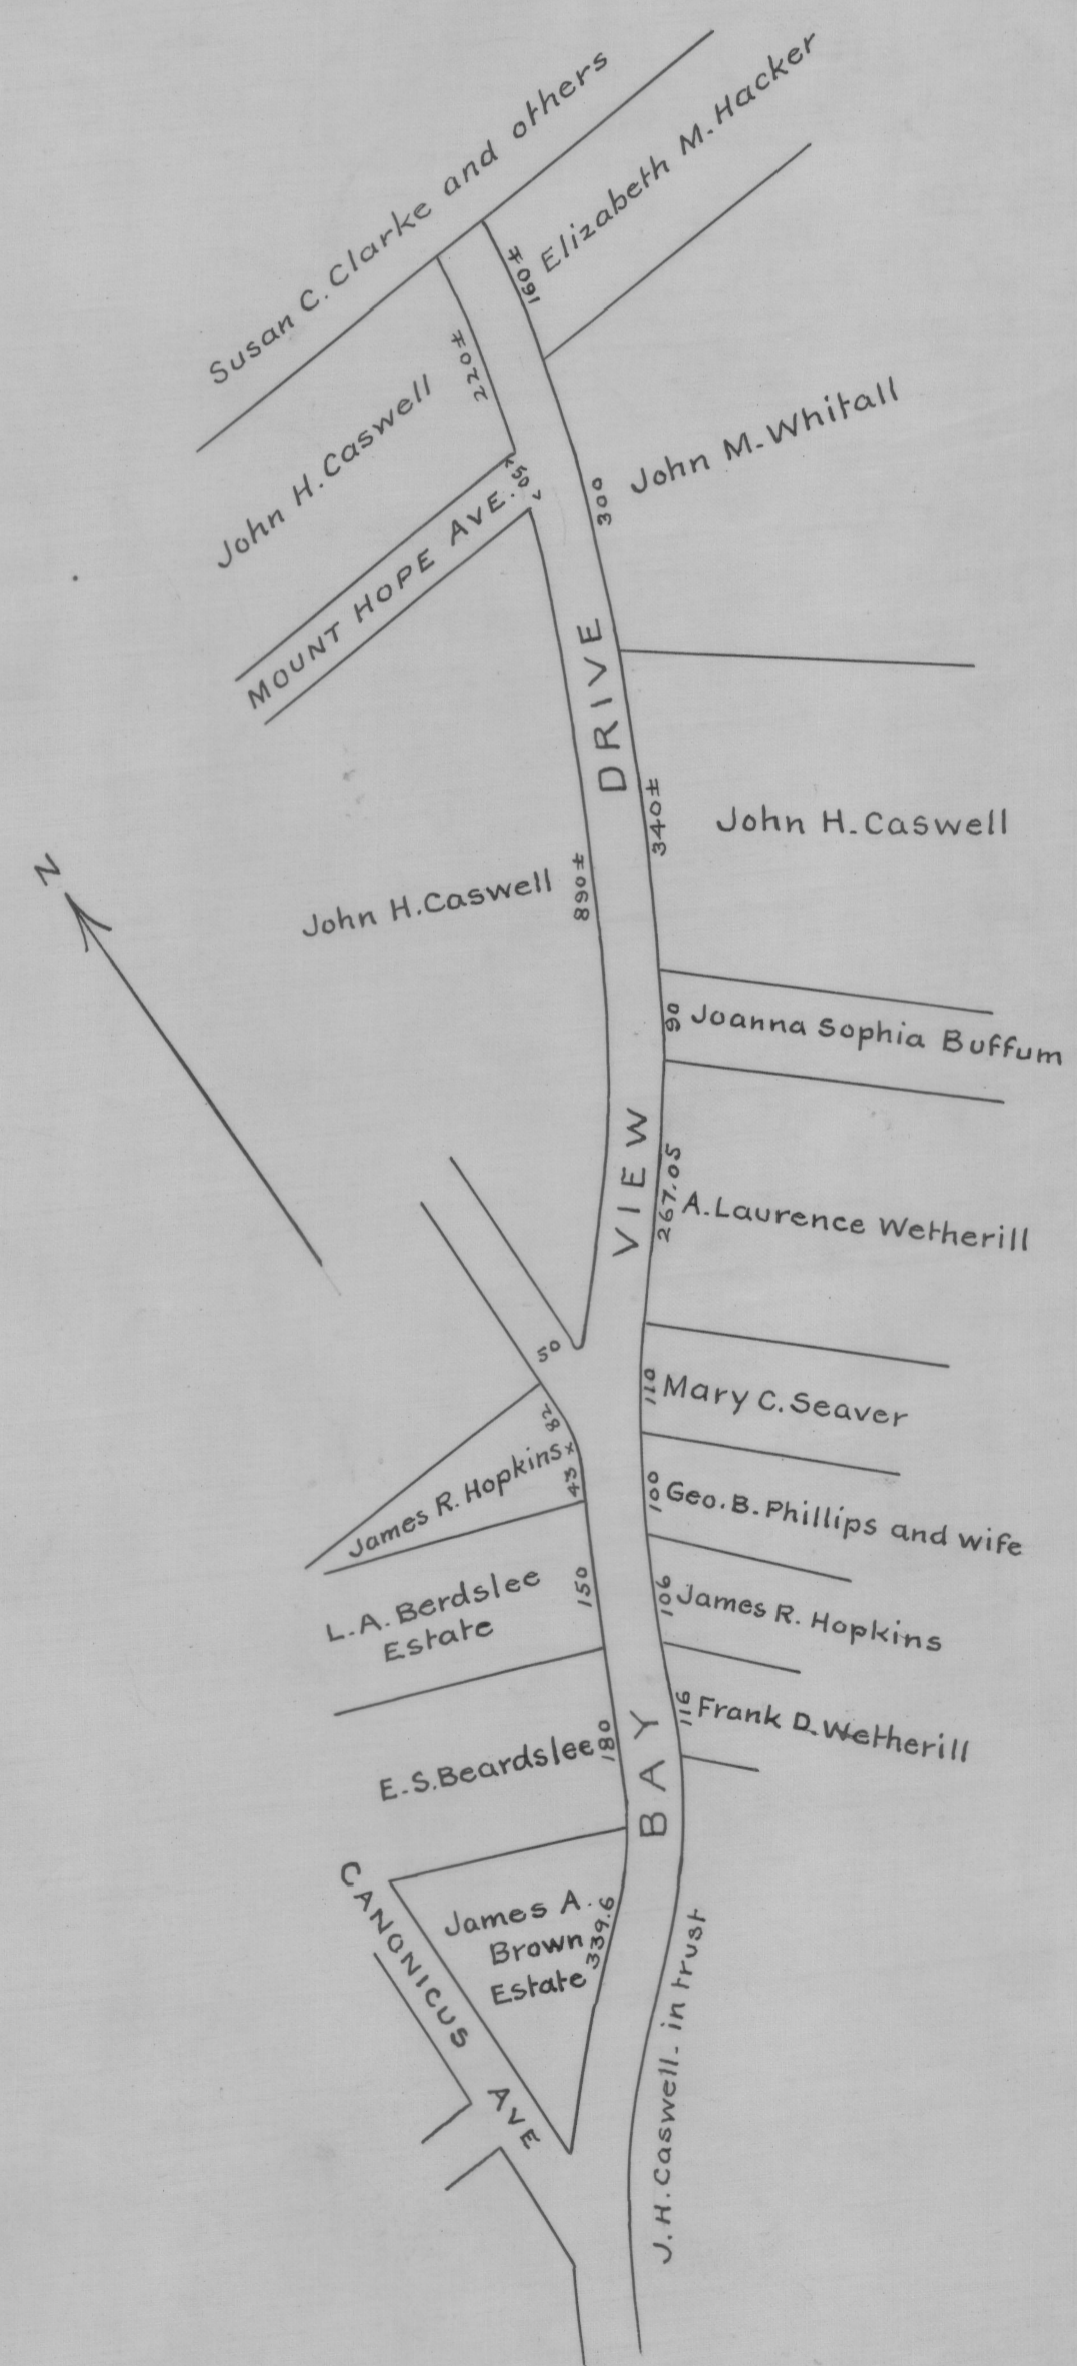 Susan C. Clarke and others
Elizabeth M. Hacker
160±
220±
John H. Caswell
John M. Whitall
300
50
MOUNT HOPE AVE.
DRIVE
340±
John H. Caswell
890±
John H. Caswell
N
90
Joanna Sophia Buffum
VIEW
267.05
A. Laurence Wetherill
50
110
Mary C. Seaver
82
James R. Hopkins
43
100
Geo. B. Phillips and wife
L.A. Berdslee
Estate
150
106
James R. Hopkins
116
Frank D. Wetherill
E.S. Beardslee
180
BAY
CANONICUS AVE
James A.
Brown
Estate
339.6
J. H. Caswell. in trust